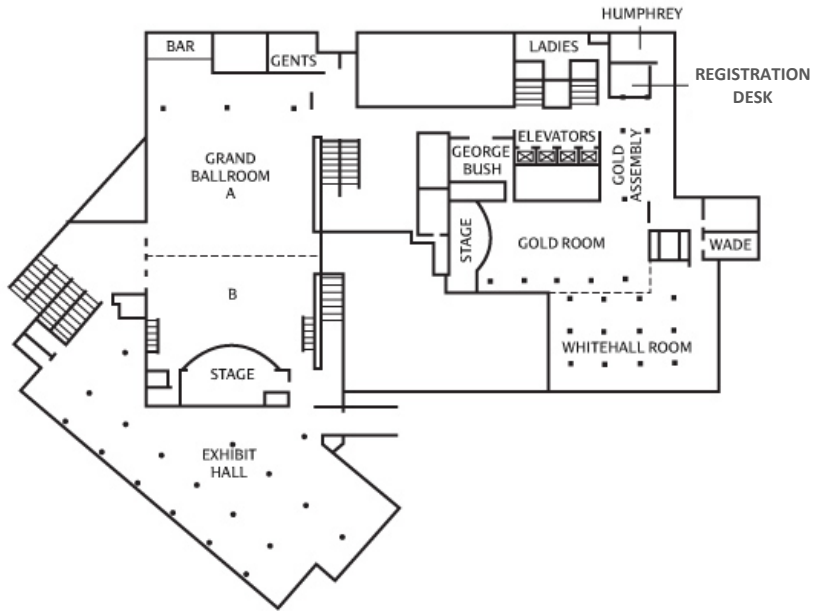 HUMPHREY
BAR
GENTS
LADIES
REGISTRATION
DESK
ELEVATORS
GEORGE
BUSH
GOLD
ASSEMBLY
GRAND
BALLROOM
A
STAGE
GOLD ROOM
WADE
B
WHITEHALL ROOM
STAGE
EXHIBIT
HALL